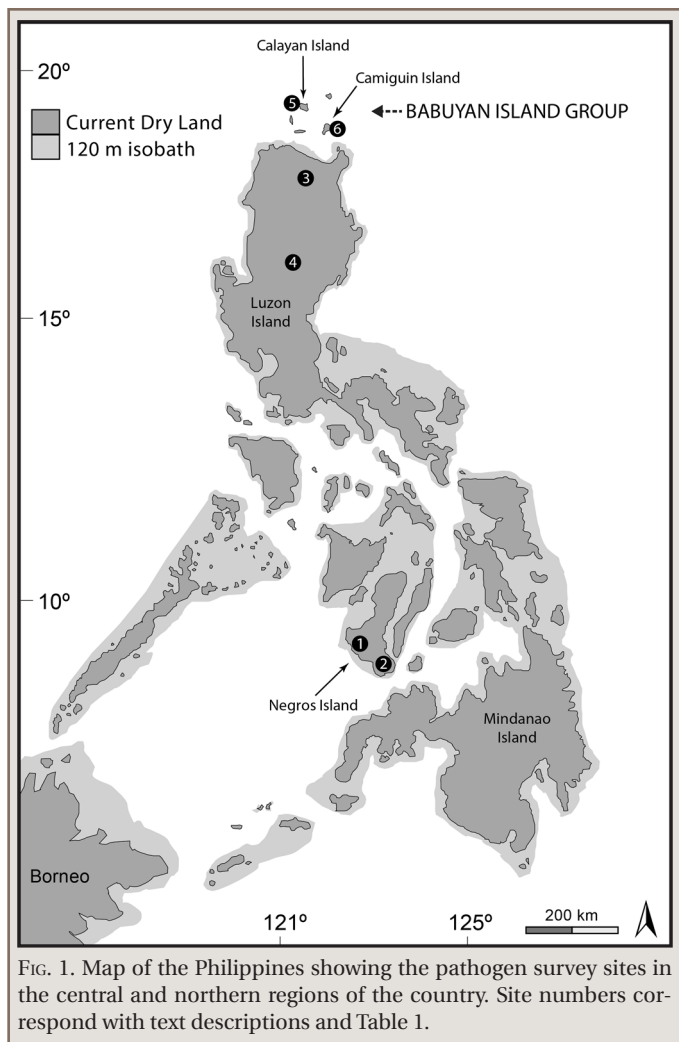 Calayan Island
20º
Camiguin Island
5
BABUYAN ISLAND GROUP
6
Current Dry Land
120 m isobath
3
4
Luzon
Island
15º
10º
1
2
Negros Island
Mindanao
Island
Borneo
121º
125º
200 km
FIG. 1. Map of the Philippines showing the pathogen survey sites in
the central and northern regions of the country. Site numbers cor-
respond with text descriptions and Table 1.